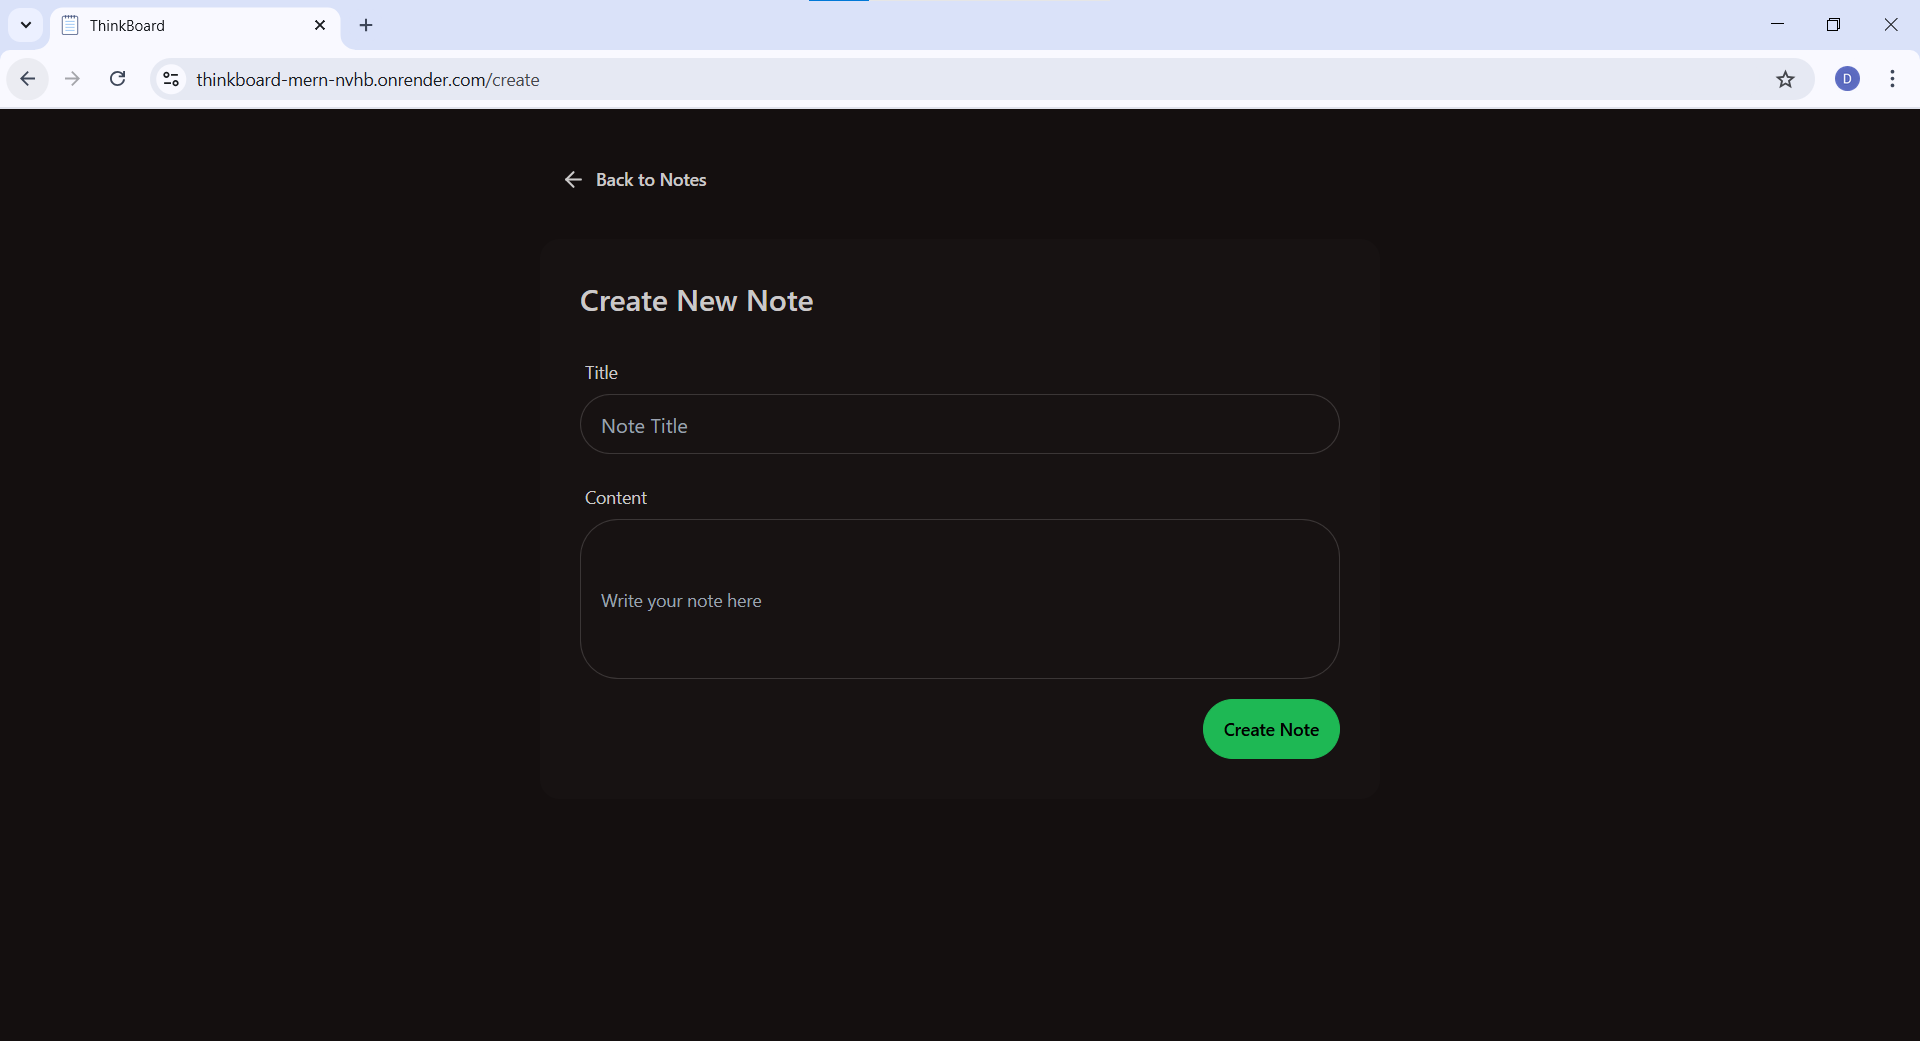 ThinkBoard
thinkboard-mern-nvhb.onrender.com/create
D
Back to Notes
Create New Note
Title
Note Title
Content
Write your note here
Create Note